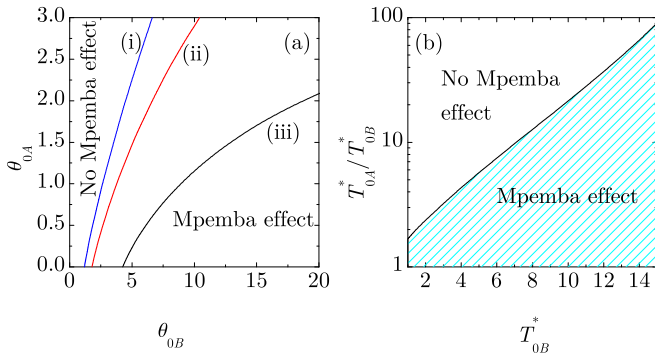 3.0
2.5
2.0
1.5
1.0
0.5
0.0
θ0A
No Mpemba effect
(i)
(ii)
(a)
(iii)
Mpemba effect
0 5 10 15 20
θ0B
100
10
1
T*0A / T*0B
(b)
No Mpemba
effect
Mpemba effect
2 4 6 8 10 12 14
T*0B